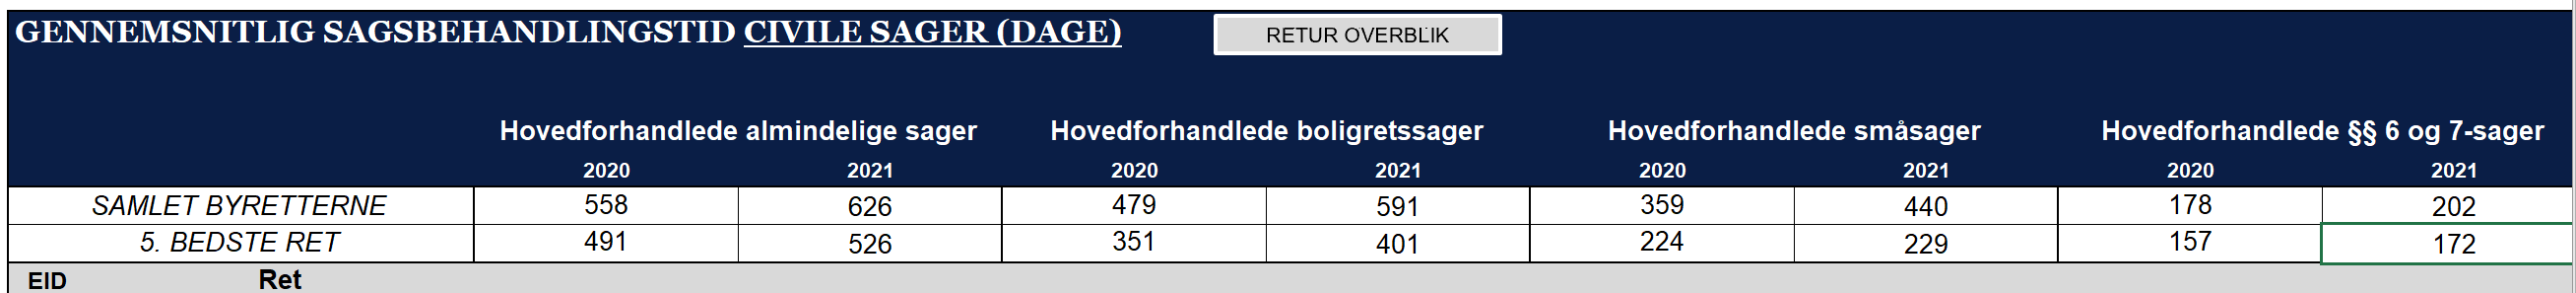 GENNEMSNITLIG SAGSBEHANDLINGSTID CIVILE SAGER (DAGE) RETUR OVERBLIK
Hovedforhandlede almindelige sager Hovedforhandlede boligretssager Hovedforhandlede småsager Hovedforhandlede §§ 6 og 7-sager
2020 2021 2020 2021 2020 2021 2020 2021
SAMLET BYRETTERNE 558 626 479 591 359 440 178 202
5. BEDSTE RET 491 526 351 401 224 229 157 172
EID Ret